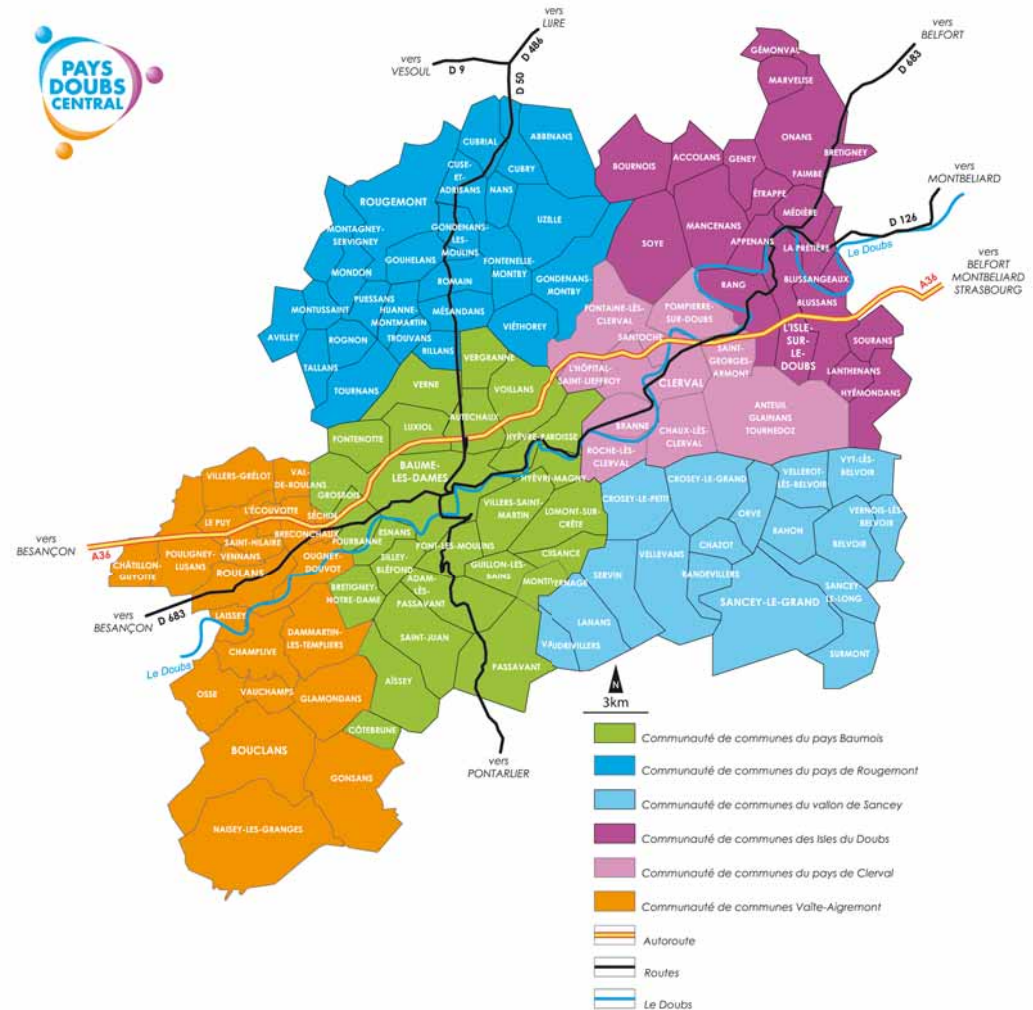 PAYS
DOUBS
CENTRAL
vers
LURE
vers
VESOUL
D 9
D 486
D 50
vers
BELFORT
D 683
vers
MONTBELIARD
D 126
Le Doubs
vers
BELFORT
MONTBELIARD
STRASBOURG
A36
GÉMONVAL
MARVELISE
ONANS
BRETIGNEY
FAIMBE
BOURNOIS
ACCOLANS
GENEY
ÉTRAPPE
MÉDIÈRE
MANCENANS
APPENANS
LA PRÉTIÈRE
SOYE
RANG
BLUSSANGEAUX
BLUSSANS
L'ISLE-
SUR-
LE-
DOUBS
SOURANS
LANTHENANS
HYÉMONDANS
CUBRIAL
ABBENANS
CUSE-
ET-
ADRISANS
CUBRY
NANS
ROUGEMONT
UZELLE
MONTAGNEY-
SERVIGNEY
GONDENANS-
LES-
MOULINS
GOUHELANS
FONTENELLE-
MONTBY
MONDON
ROMAIN
GONDENANS-
MONTBY
PUESSANS
MONTUSSAINT
HUANNE-
MONTMARTIN
MÉSANDANS
AVILLEY
ROGNON
TROUVANS
VIÉTHOREY
RILLANS
TALLANS
TOURNANS
FONTAINE-LÈS-
CLERVAL
POMPIERRE-
SUR-DOUBS
SANTOCHE
SAINT-
GEORGES-
ARMONT
L'HÔPITAL-
SAINT-LIEFFROY
CLERVAL
ANTEUIL
GLAINANS
TOURNEDOZ
BRANNE
CHAUX-LÈS-
CLERVAL
ROCHE-LÈS-
CLERVAL
VERGRANNE
VERNE
VOILLANS
AUTECHAUX
LUXIOL
FONTENOTTE
HYÈVRE-PAROISSE
BAUME-
LES-DAMES
HYÈVRE-MAGNY
GROSBOIS
VILLERS-SAINT-
MARTIN
LOMONT-SUR-
CRÊTE
ESNANS
FOURBANNE
PONT-LES-MOULINS
SILLEY-
BLÉFOND
CUSANCE
GUILLON-LES-
BAINS
BRETIGNEY-
NOTRE-DAME
ADAM-
LÈS-
PASSAVANT
SAINT-JUAN
PASSAVANT
AÏSSEY
CÔTEBRUNE
VILLERS-GRÉLOT
VAL-
DE-ROULANS
L'ÉCOUVOTTE
SÉCHIN
LE PUY
SAINT-HILAIRE
BRECONCHAUX
POULIGNEY-
LUSANS
VENNANS
OUGNEY-
DOUVOT
CHÂTILLON-
GUYOTTE
ROULANS
LAISSEY
DAMMARTIN-
LES-TEMPLIERS
CHAMPLIVE
OSSE
VAUCHAMPS
GLAMONDANS
BOUCLANS
GONSANS
NAISEY-LES-GRANGES
CROSEY-LE-PETIT
CROSEY-LE-GRAND
VELLEROT-
LÈS-BELVOIR
VYT-LÈS-
BELVOIR
ORVE
VERNOIS-LÈS-
BELVOIR
RAHON
BELVOIR
VELLEVANS
CHAZOT
SERVIN
RANDEVILLERS
SANCEY-LE-GRAND
SANCEY-
LE-LONG
LANANS
VAUDRIVILLERS
SURMONT
vers
BESANÇON
A36
vers
BESANÇON
D 683
Le Doubs
vers
PONTARLIER
N
3km
Communauté de communes du pays Baumois
Communauté de communes du pays de Rougemont
Communauté de communes du vallon de Sancey
Communauté de communes des Isles du Doubs
Communauté de communes du pays de Clerval
Communauté de communes Vaîte-Aigremont
Autoroute
Routes
Le Doubs